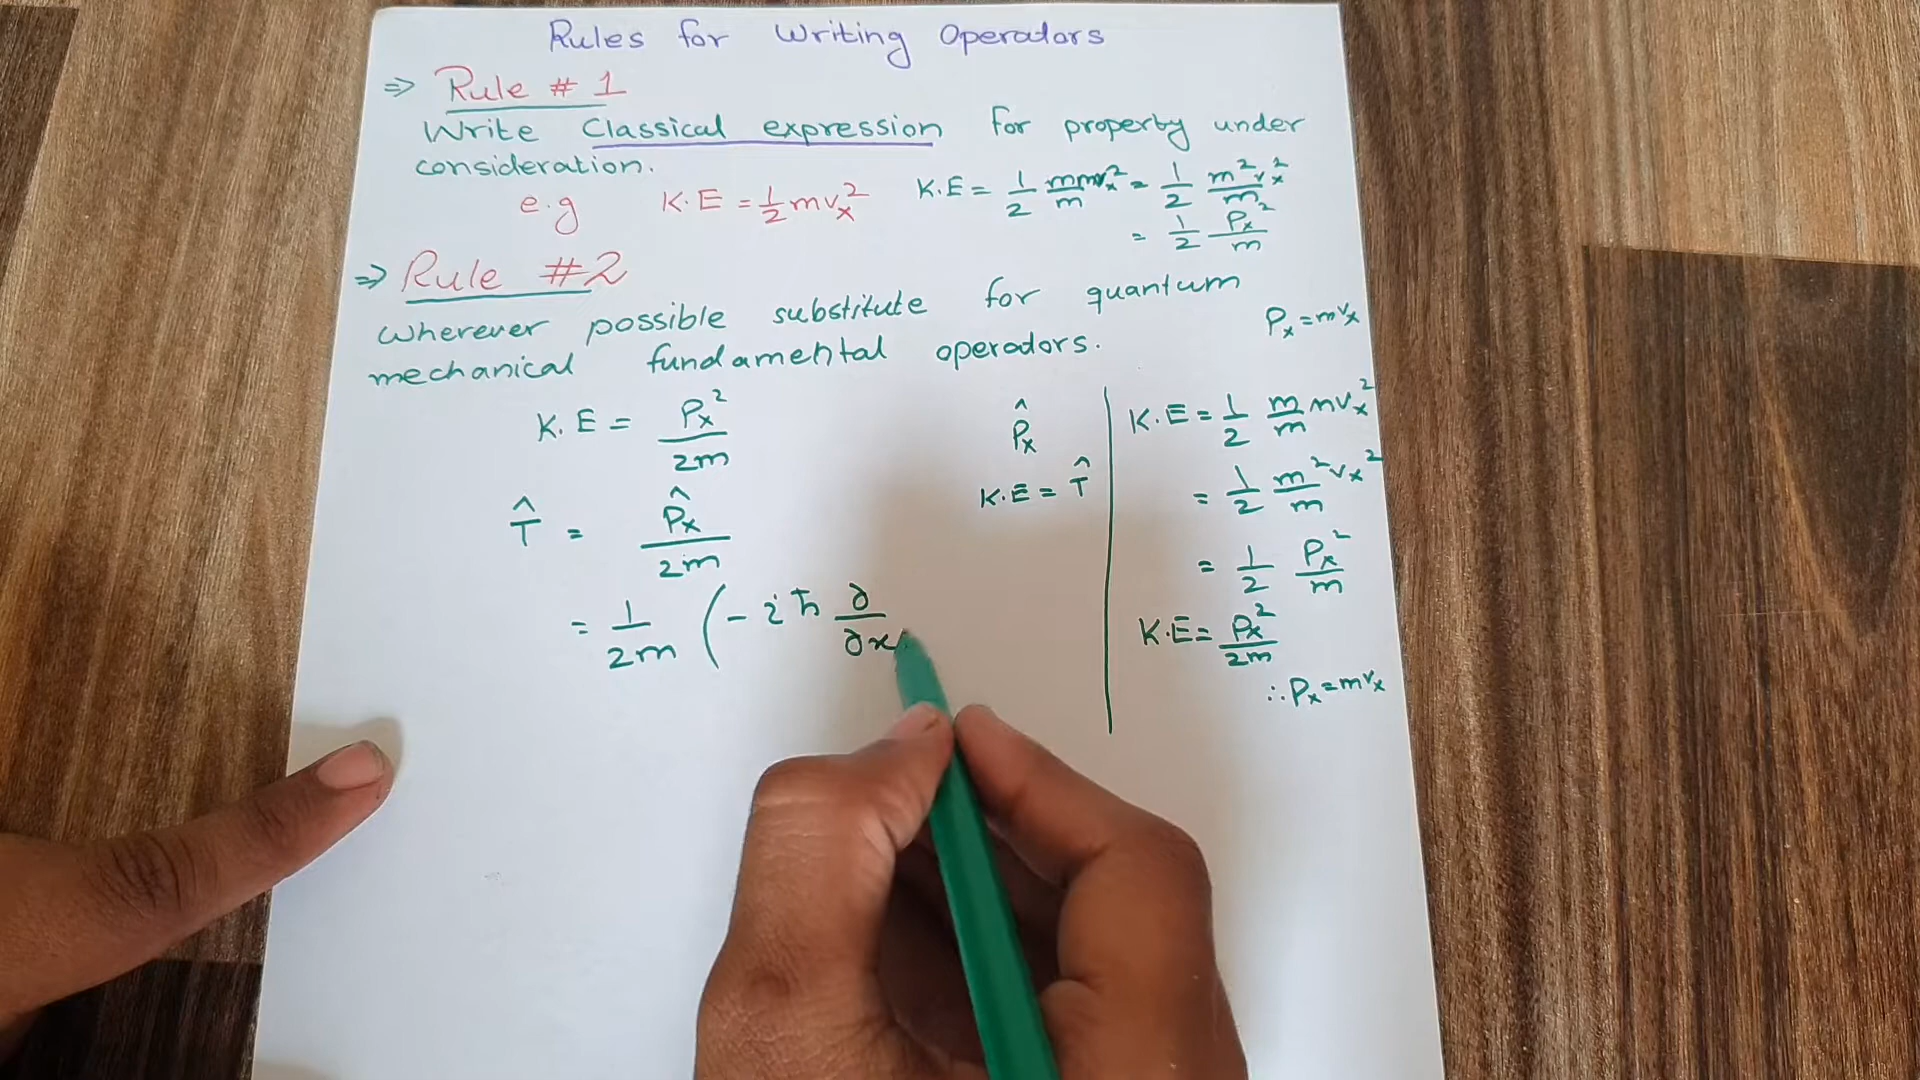 Rules for Writing Operators
⇒ Rule # 1
Write Classical expression for property under
consideration.
e.g K.E = 1/2 mvₓ²
K.E = 1/2 mmvₓ²/m = 1/2 m²vₓ²/m
= 1/2 Pₓ²/m
⇒ Rule #2
Wherever possible substitute for quantum
mechanical fundamental operators.
Pₓ = mvₓ
K.E = Pₓ²/2m
T̂ = P̂ₓ/2m
= 1/2m (-iħ ∂/∂x
P̂ₓ
K.E = T̂
K.E = 1/2 m/m mvₓ²
= 1/2 m²vₓ²/m
= 1/2 Pₓ²/m
K.E = Pₓ²/2m
∴ Pₓ = mvₓ